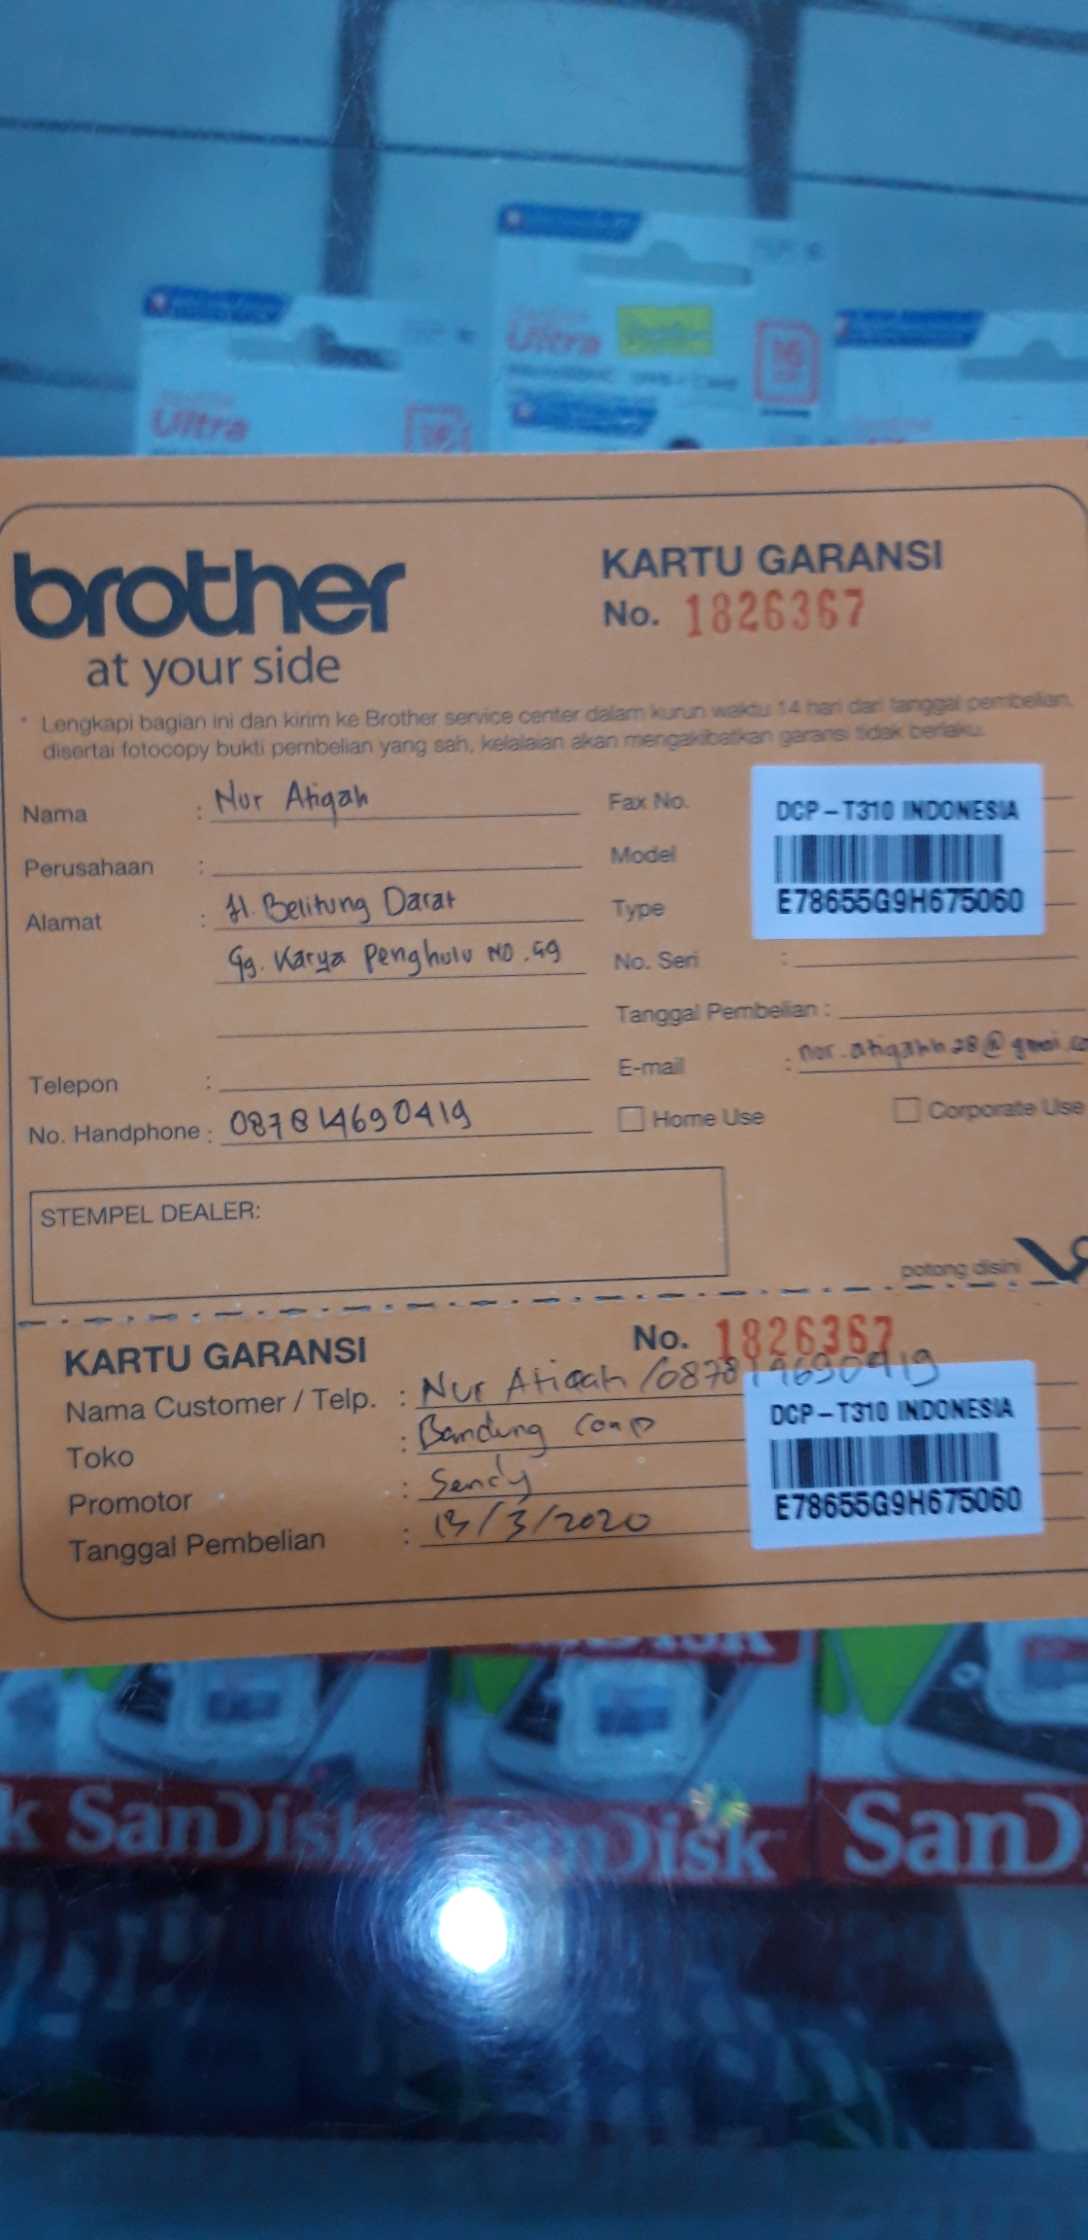 Ultra
Ultra
16
16
brother
at your side
KARTU GARANSI
No. 1826367
* Lengkapi bagian ini dan kirim ke Brother service center dalam kurun waktu 14 hari dari tanggal pembelian,
disertai fotocopy bukti pembelian yang sah, kelalaian akan mengakibatkan garansi tidak berlaku.
Nama : Nur Atiqah
Perusahaan :
Alamat : Jl. Belitung Darat
Gg. Karya Penghulu NO. 49
Telepon :
No. Handphone : 087814690419
Fax No.
Model
Type
No. Seri :
Tanggal Pembelian :
E-mail :
DCP-T310 INDONESIA
E78655G9H675060
Home Use
Corporate Use
STEMPEL DEALER:
potong disini
KARTU GARANSI
No. 1826367
Nama Customer / Telp. : Nur Atiqah /087814690419
Toko : Bandung Comp
Promotor : Sendy
Tanggal Pembelian : 13/3/2020
DCP-T310 INDONESIA
E78655G9H675060
SanDisk
k SanDisk
nDisk
SanD